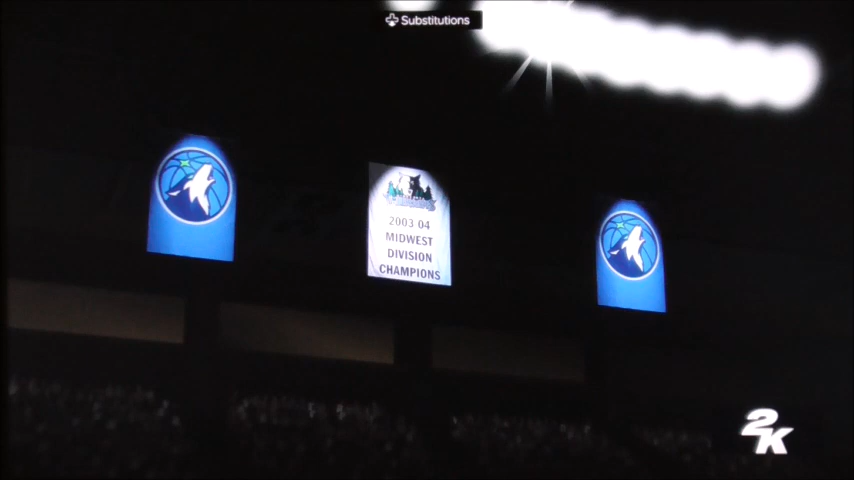 Substitutions
2003-04
MIDWEST
DIVISION
CHAMPIONS
2K